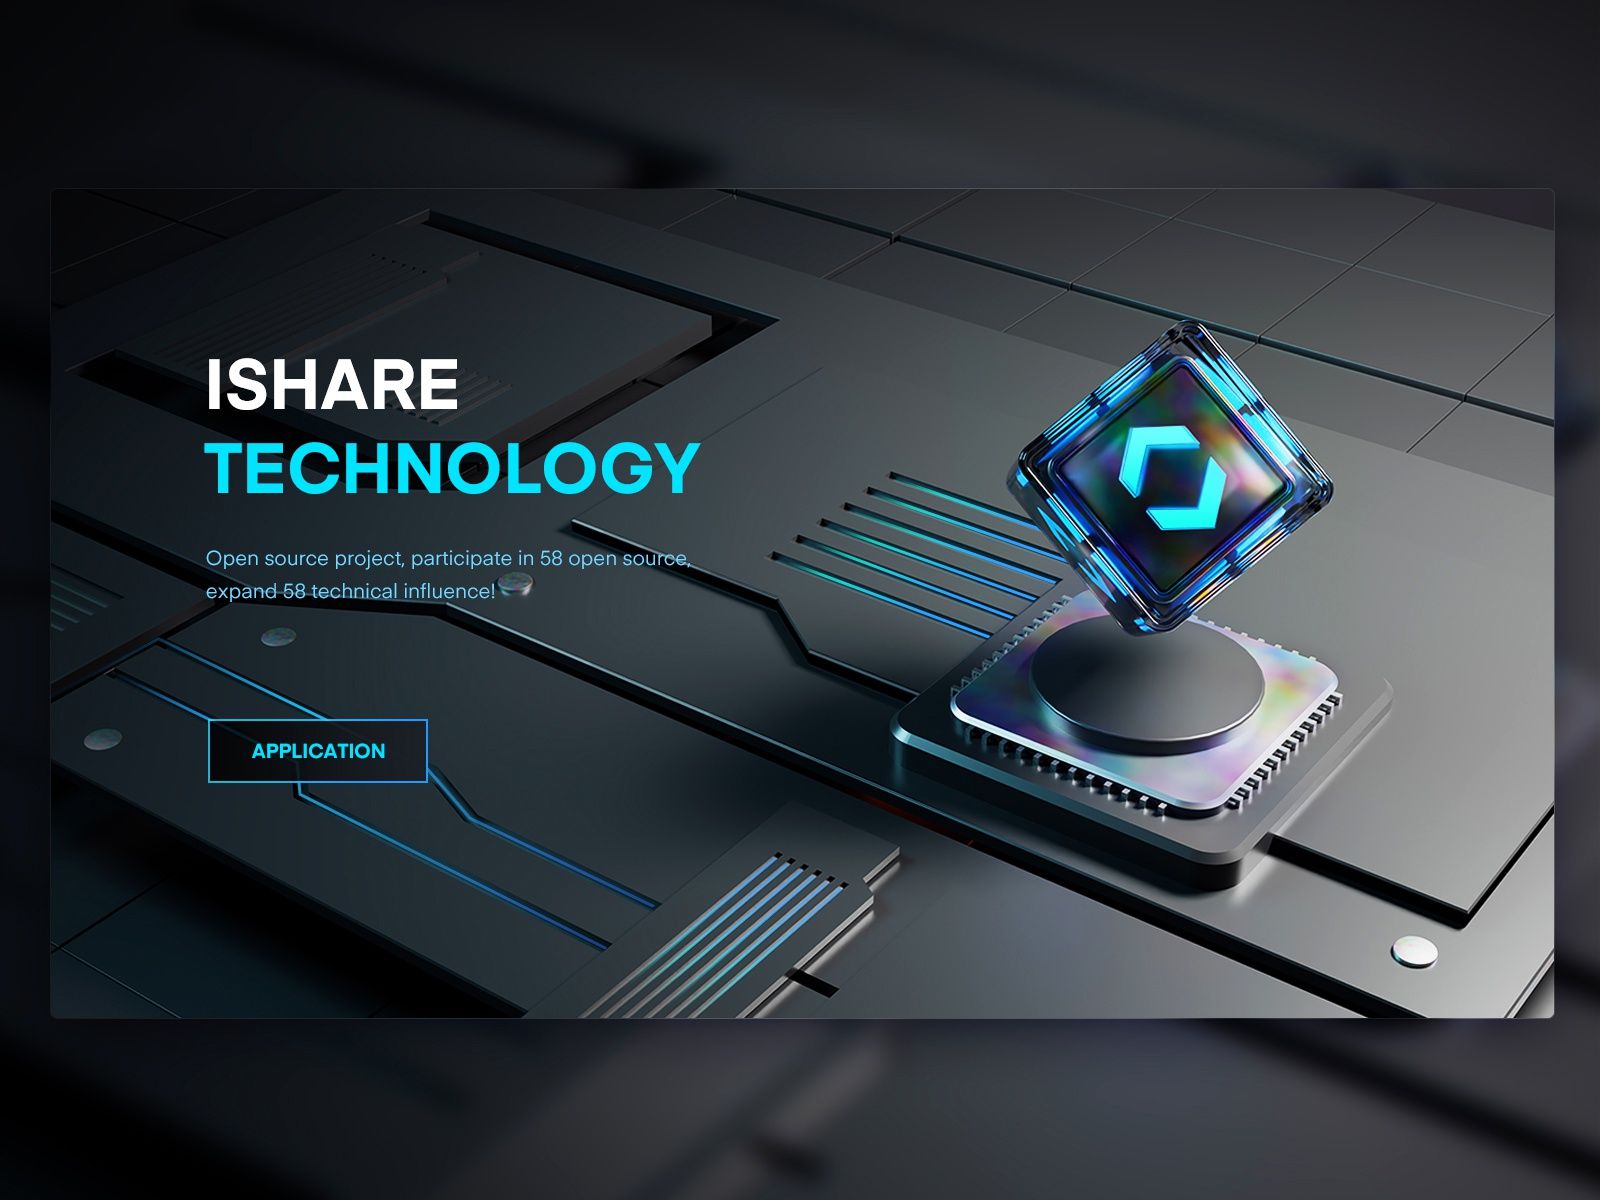 ISHARE
TECHNOLOGY
Open source project, participate in 58 open source,
expand 58 technical influence!
APPLICATION